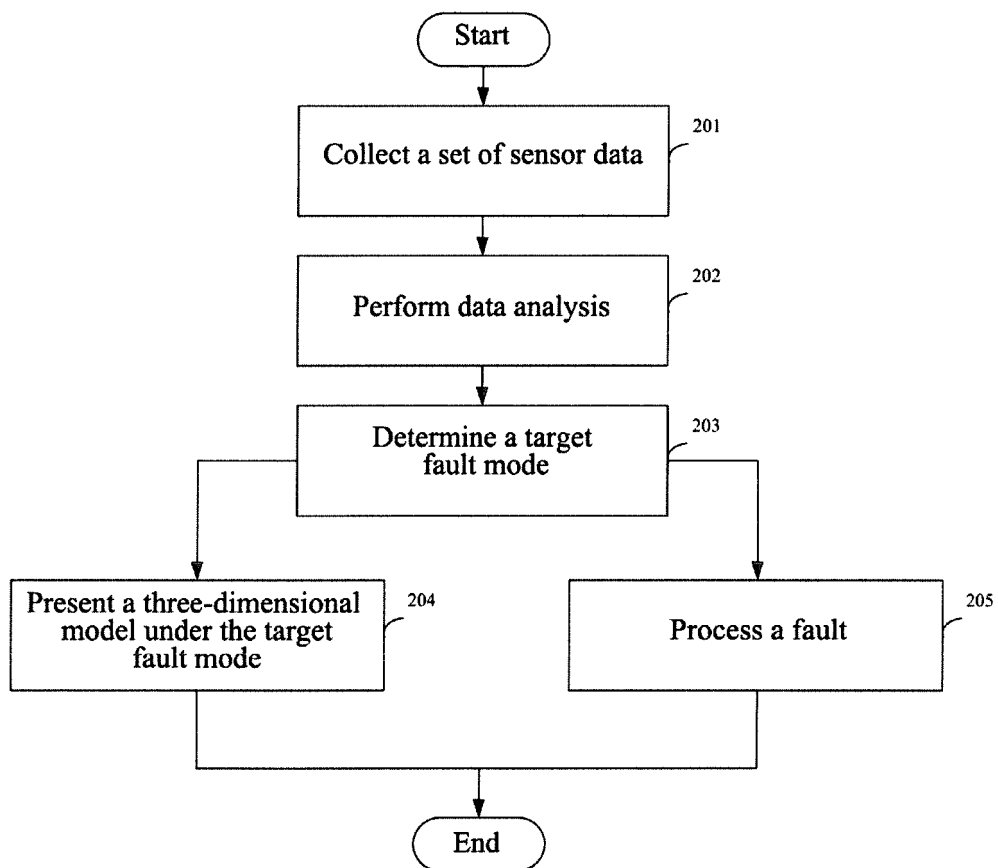 Start
201
Collect a set of sensor data
202
Perform data analysis
203
Determine a target
fault mode
204
Present a three-dimensional
model under the target
fault mode
205
Process a fault
End